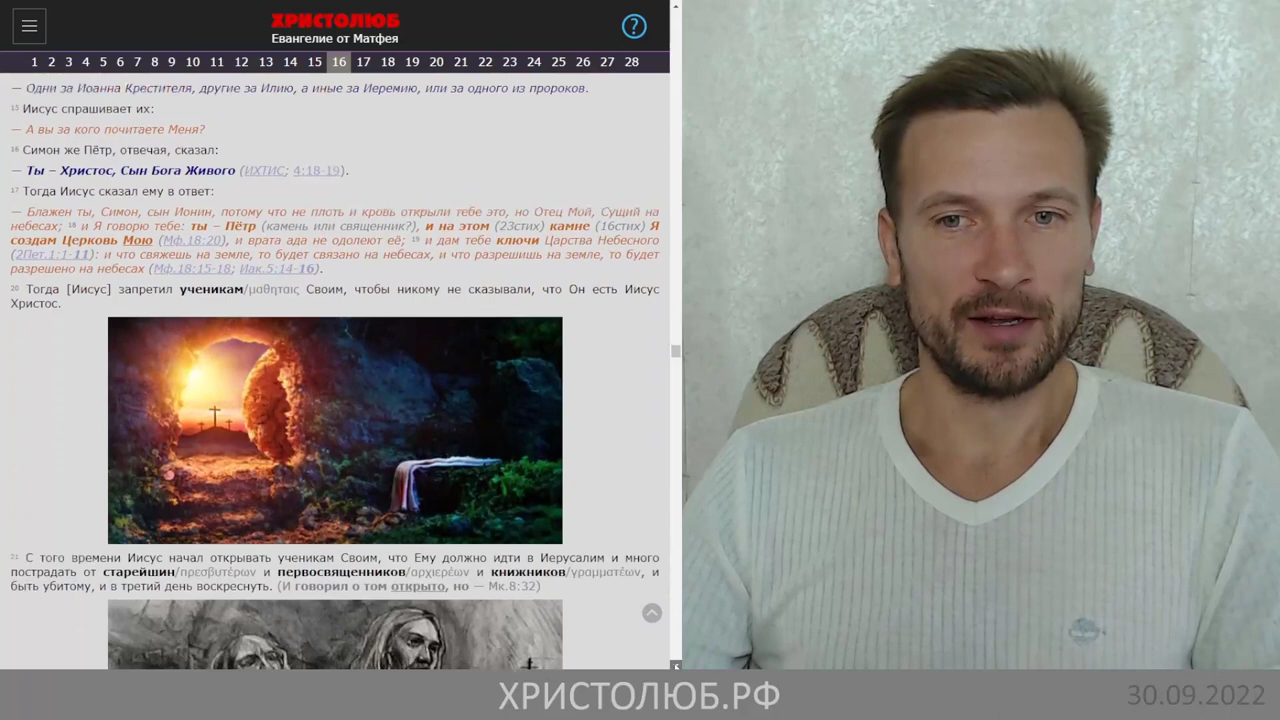 ХРИСТОЛЮБ
Евангелие от Матфея
?
1 2 3 4 5 6 7 8 9 10 11 12 13 14 15 16 17 18 19 20 21 22 23 24 25 26 27 28
— Одни за Иоанна Крестителя, другие за Илию, а иные за Иеремию, или за одного из пророков.
15 Иисус спрашивает их:
— А вы за кого почитаете Меня?
16 Симон же Пётр, отвечая, сказал:
— Ты – Христос, Сын Бога Живого (ИХТИС; 4:18-19).
17 Тогда Иисус сказал ему в ответ:
— Блажен ты, Симон, сын Ионин, потому что не плоть и кровь открыли тебе это, но Отец Мой, Сущий на
небесах; 18 и Я говорю тебе: ты – Пётр (камень или священник?), и на этом (23стих) камне (16стих) Я
создам Церковь Мою (Мф.18:20), и врата ада не одолеют её; 19 и дам тебе ключи Царства Небесного
(2Пет.1:1-11): и что свяжешь на земле, то будет связано на небесах, и что разрешишь на земле, то будет
разрешено на небесах (Мф.18:15-18; Иак.5:14-16).
20 Тогда [Иисус] запретил ученикам/μαθηταις Своим, чтобы никому не сказывали, что Он есть Иисус
Христос.
21 С того времени Иисус начал открывать ученикам Своим, что Ему должно идти в Иерусалим и много
пострадать от старейшин/πρεσβυτέρων и первосвященников/αρχιερέων и книжников/γραμματέων, и
быть убитому, и в третий день воскреснуть. (И говорил о том открыто, но — Мк.8:32)
ХРИСТОЛЮБ.РФ
30.09.2022